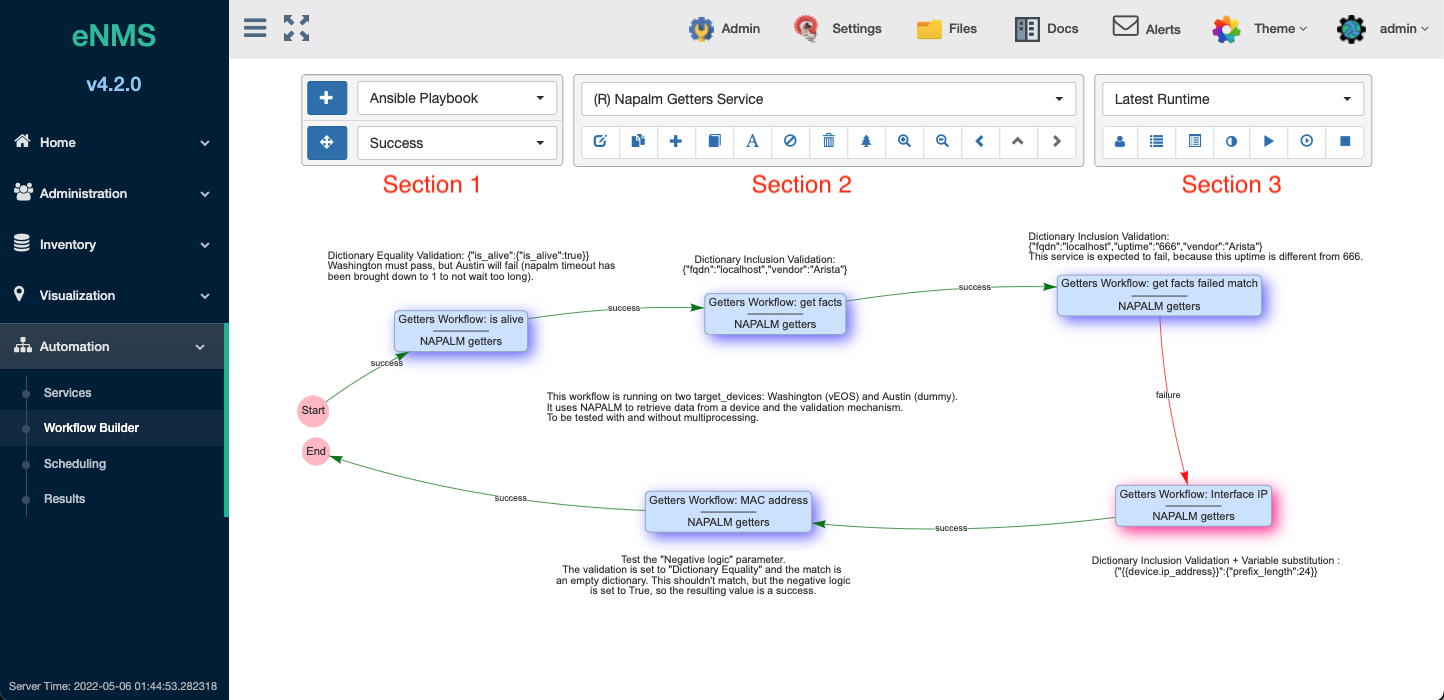 eNMS
v4.2.0
Home
Administration
Inventory
Visualization
Automation
Services
Workflow Builder
Scheduling
Results
Server Time: 2022-05-06 01:44:53.282318
Admin
Settings
Files
Docs
Alerts
Theme
admin
Ansible Playbook
Success
Section 1
(R) Napalm Getters Service
A
Section 2
Latest Runtime
Section 3
Dictionary Equality Validation: {"is_alive":{"is_alive":true}}
Washington must pass, but Austin will fail (napalm timeout has
been brought down to 1 to not wait too long).
Dictionary Inclusion Validation:
{"fqdn":"localhost","vendor":"Arista"}
Dictionary Inclusion Validation:
{"fqdn":"localhost","uptime":"666","vendor":"Arista"}
This service is expected to fail, because this uptime is different from 666.
Getters Workflow: is alive
NAPALM getters
success
Getters Workflow: get facts
NAPALM getters
success
Getters Workflow: get facts failed match
NAPALM getters
success
Start
End
This workflow is running on two target_devices: Washington (vEOS) and Austin (dummy).
It uses NAPALM to retrieve data from a device and the validation mechanism.
To be tested with and without multiprocessing.
failure
Getters Workflow: Interface IP
NAPALM getters
success
Getters Workflow: MAC address
NAPALM getters
success
Test the "Negative logic" parameter.
The validation is set to "Dictionary Equality" and the match is
an empty dictionary. This shouldn't match, but the negative logic
is set to True, so the resulting value is a success.
Dictionary Inclusion Validation + Variable substitution :
{"{{device.ip_address}}":{"prefix_length":24}}